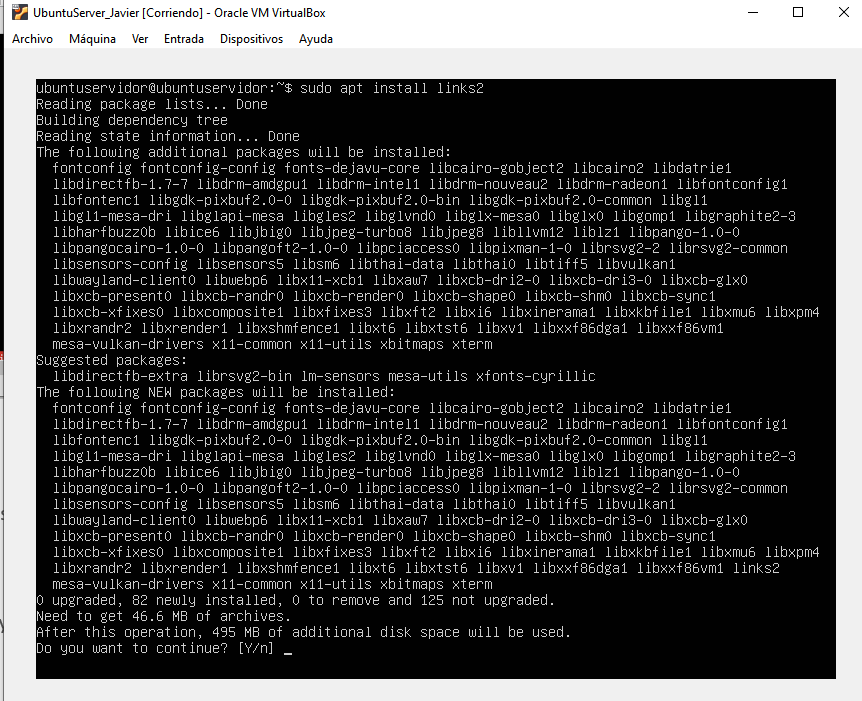 UbuntuServer_Javier [Corriendo] - Oracle VM VirtualBox
Archivo Máquina Ver Entrada Dispositivos Ayuda
ubuntuservidor@ubuntuservidor:~$ sudo apt install links2
Reading package lists... Done
Building dependency tree
Reading state information... Done
The following additional packages will be installed:
  fontconfig fontconfig-config fonts-dejavu-core libcairo-gobject2 libcairo2 libdatrie1
  libdirectfb-1.7-7 libdrm-amdgpu1 libdrm-intel1 libdrm-nouveau2 libdrm-radeon1 libfontconfig1
  libfontenc1 libgdk-pixbuf2.0-0 libgdk-pixbuf2.0-bin libgdk-pixbuf2.0-common libgl1
  libgl1-mesa-dri libglapi-mesa libgles2 libglvnd0 libglx-mesa0 libglx0 libgomp1 libgraphite2-3
  libharfbuzz0b libice6 libjbig0 libjpeg-turbo8 libjpeg8 libllvm12 liblz1 libpango-1.0-0
  libpangocairo-1.0-0 libpangoft2-1.0-0 libpciaccess0 libpixman-1-0 librsvg2-2 librsvg2-common
  libsensors-config libsensors5 libsm6 libthai-data libthai0 libtiff5 libvulkan1
  libwayland-client0 libwebp6 libx11-xcb1 libxaw7 libxcb-dri2-0 libxcb-dri3-0 libxcb-glx0
  libxcb-present0 libxcb-randr0 libxcb-render0 libxcb-shape0 libxcb-shm0 libxcb-sync1
  libxcb-xfixes0 libxcomposite1 libxfixes3 libxft2 libxi6 libxinerama1 libxkbfile1 libxmu6 libxpm4
  libxrandr2 libxrender1 libxshmfence1 libxt6 libxtst6 libxv1 libxxf86dga1 libxxf86vm1
  mesa-vulkan-drivers x11-common x11-utils xbitmaps xterm
Suggested packages:
  libdirectfb-extra librsvg2-bin lm-sensors mesa-utils xfonts-cyrillic
The following NEW packages will be installed:
  fontconfig fontconfig-config fonts-dejavu-core libcairo-gobject2 libcairo2 libdatrie1
  libdirectfb-1.7-7 libdrm-amdgpu1 libdrm-intel1 libdrm-nouveau2 libdrm-radeon1 libfontconfig1
  libfontenc1 libgdk-pixbuf2.0-0 libgdk-pixbuf2.0-bin libgdk-pixbuf2.0-common libgl1
  libgl1-mesa-dri libglapi-mesa libgles2 libglvnd0 libglx-mesa0 libglx0 libgomp1 libgraphite2-3
  libharfbuzz0b libice6 libjbig0 libjpeg-turbo8 libjpeg8 libllvm12 liblz1 libpango-1.0-0
  libpangocairo-1.0-0 libpangoft2-1.0-0 libpciaccess0 libpixman-1-0 librsvg2-2 librsvg2-common
  libsensors-config libsensors5 libsm6 libthai-data libthai0 libtiff5 libvulkan1
  libwayland-client0 libwebp6 libx11-xcb1 libxaw7 libxcb-dri2-0 libxcb-dri3-0 libxcb-glx0
  libxcb-present0 libxcb-randr0 libxcb-render0 libxcb-shape0 libxcb-shm0 libxcb-sync1
  libxcb-xfixes0 libxcomposite1 libxfixes3 libxft2 libxi6 libxinerama1 libxkbfile1 libxmu6 libxpm4
  libxrandr2 libxrender1 libxshmfence1 libxt6 libxtst6 libxv1 libxxf86dga1 libxxf86vm1 links2
  mesa-vulkan-drivers x11-common x11-utils xbitmaps xterm
0 upgraded, 82 newly installed, 0 to remove and 125 not upgraded.
Need to get 46.6 MB of archives.
After this operation, 495 MB of additional disk space will be used.
Do you want to continue? [Y/n] _